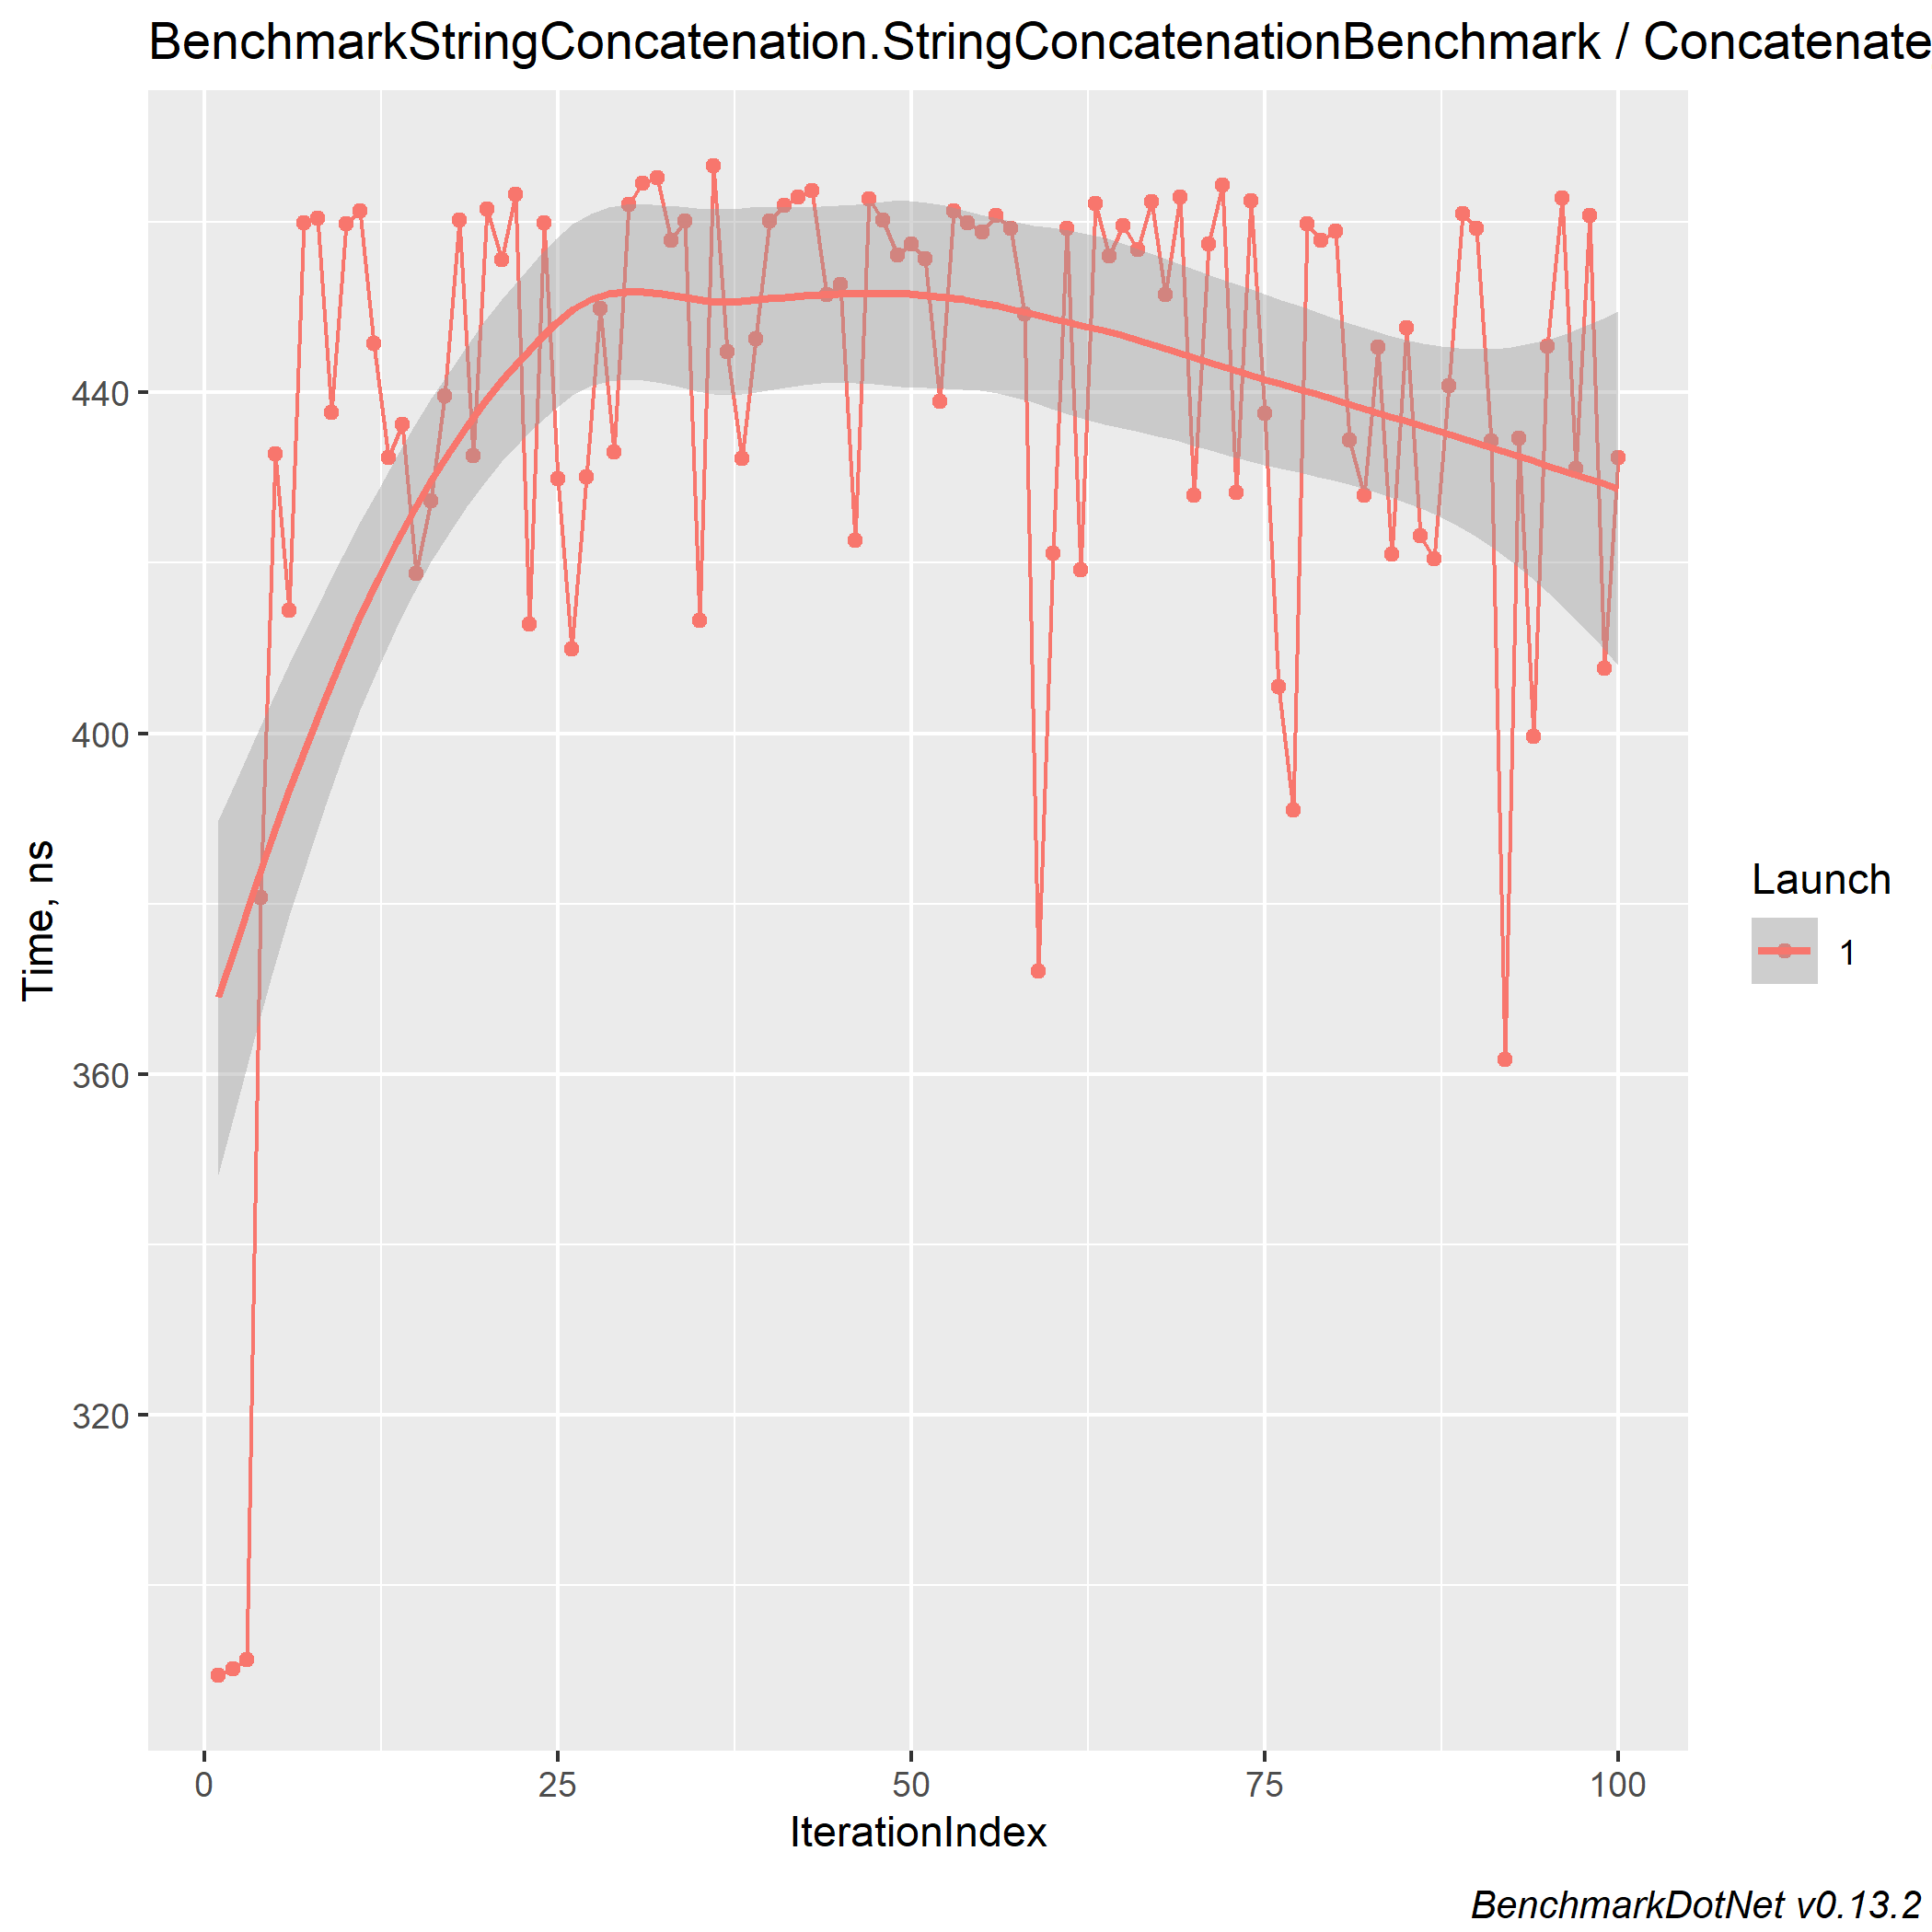 BenchmarkStringConcatenation.StringConcatenationBenchmark / Concatenate
440
400
360
320
Time, ns
0 25 50 75 100
IterationIndex
Launch
1
BenchmarkDotNet v0.13.2